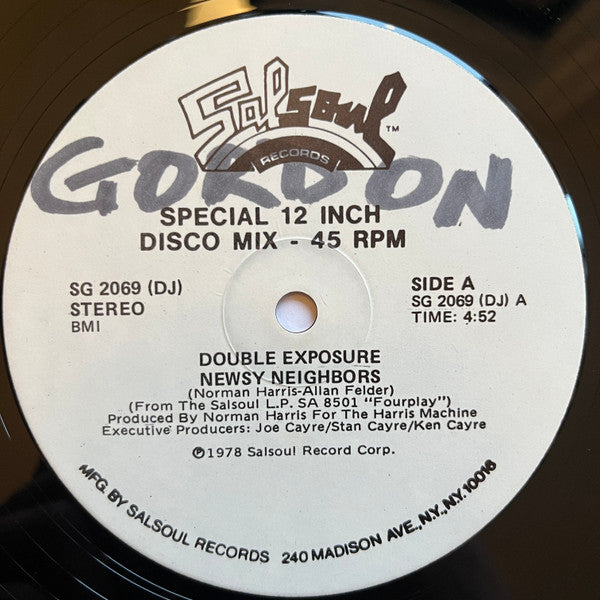 Salsoul TM
RECORDS
GORDON
SPECIAL 12 INCH
DISCO MIX - 45 RPM
SG 2069 (DJ)
STEREO
BMI
SIDE A
SG 2069 (DJ) A
TIME: 4:52
DOUBLE EXPOSURE
NEWSY NEIGHBORS
(Norman Harris-Allan Felder)
(From The Salsoul L.P. SA 8501 "Fourplay")
Produced By Norman Harris For The Harris Machine
Executive Producers: Joe Cayre/Stan Cayre/Ken Cayre
℗1978 Salsoul Record Corp.
MFG. BY SALSOUL RECORDS 240 MADISON AVE., N.Y., N.Y. 10016